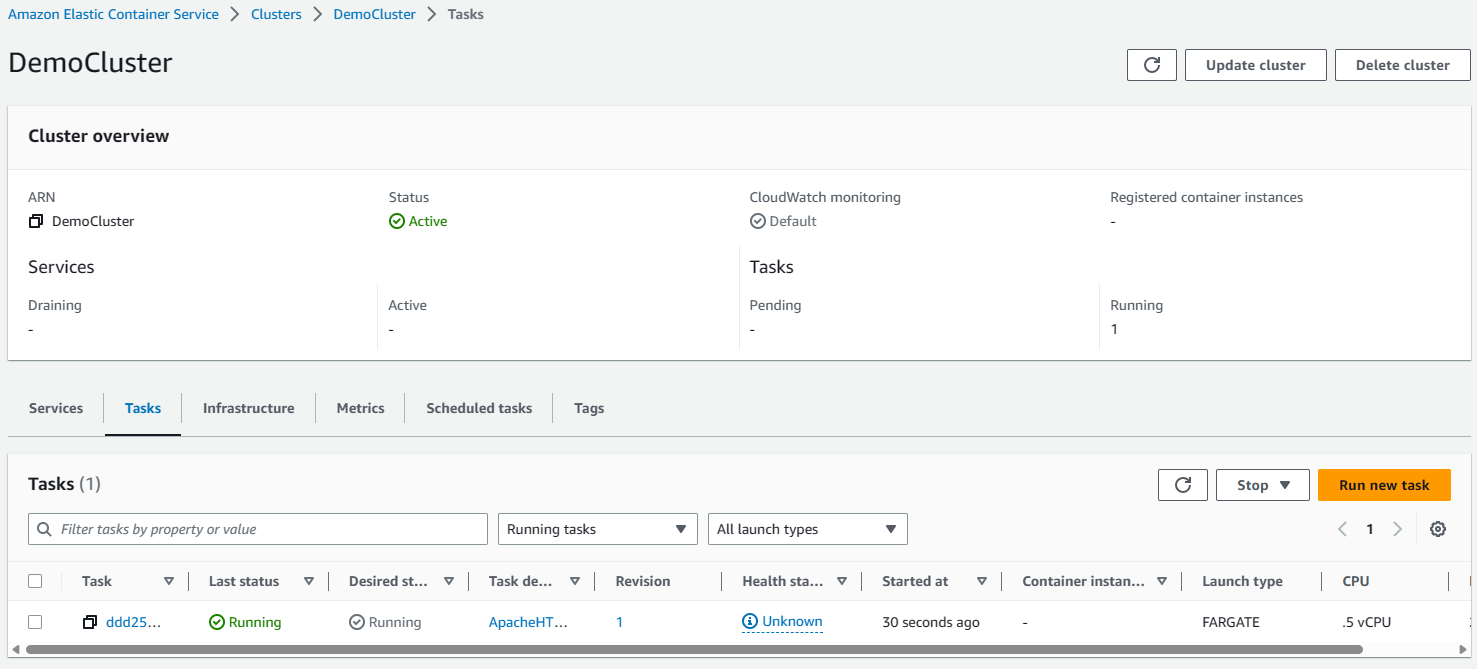 Amazon Elastic Container Service > Clusters > DemoCluster > Tasks
DemoCluster
Update cluster
Delete cluster
Cluster overview
ARN
DemoCluster
Status
Active
CloudWatch monitoring
Default
Registered container instances
-
Services
Draining
-
Active
-
Tasks
Pending
-
Running
1
Services Tasks Infrastructure Metrics Scheduled tasks Tags
Tasks (1)
Stop
Run new task
Filter tasks by property or value
Running tasks
All launch types
1
Task Last status Desired st... Task de... Revision Health sta... Started at Container instan... Launch type CPU
ddd25... Running Running ApacheHT... 1 Unknown 30 seconds ago - FARGATE .5 vCPU